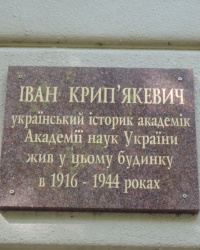 ІВАН КРИП'ЯКЕВИЧ
український історик академік
Академії наук України
жив у цьому будинку
в 1916 - 1944 роках